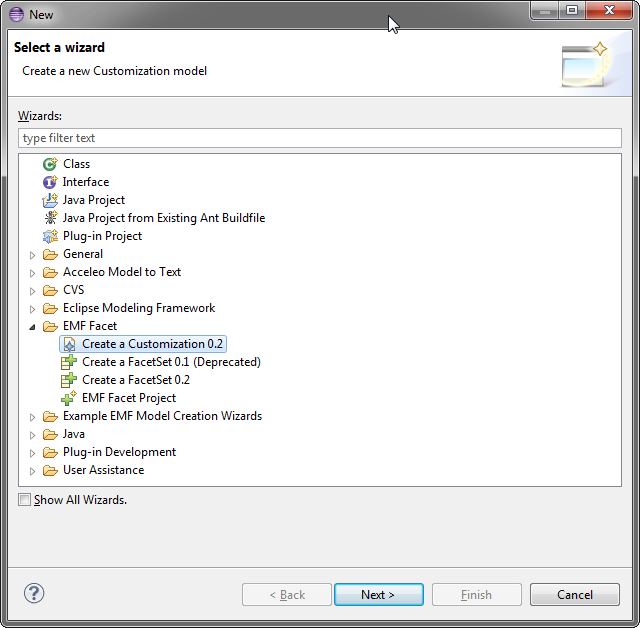 New
Select a wizard
Create a new Customization model
Wizards:
type filter text
Class
Interface
Java Project
Java Project from Existing Ant Buildfile
Plug-in Project
General
Acceleo Model to Text
CVS
Eclipse Modeling Framework
EMF Facet
Create a Customization 0.2
Create a FacetSet 0.1 (Deprecated)
Create a FacetSet 0.2
EMF Facet Project
Example EMF Model Creation Wizards
Java
Plug-in Development
User Assistance
Show All Wizards.
? < Back Next > Finish Cancel